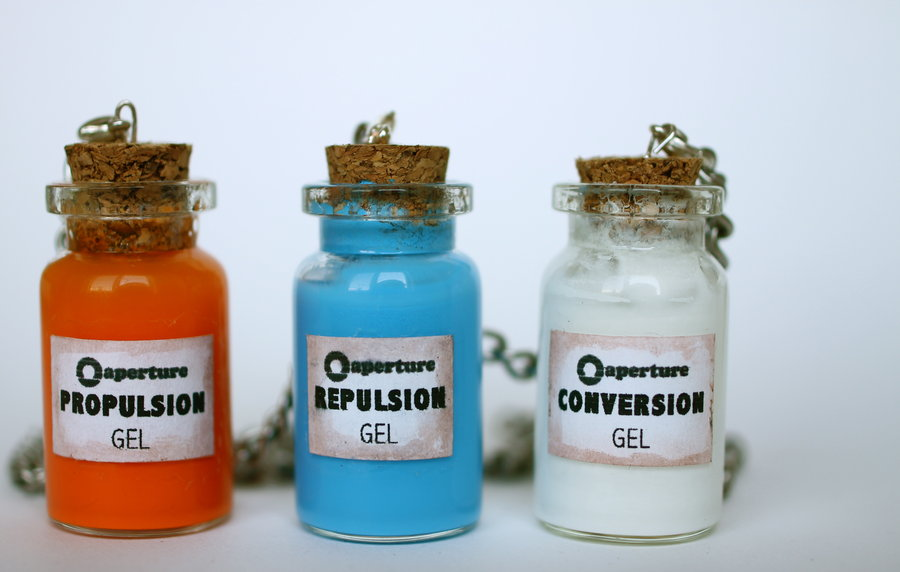 aperture
PROPULSION
GEL
aperture
REPULSION
GEL
aperture
CONVERSION
GEL